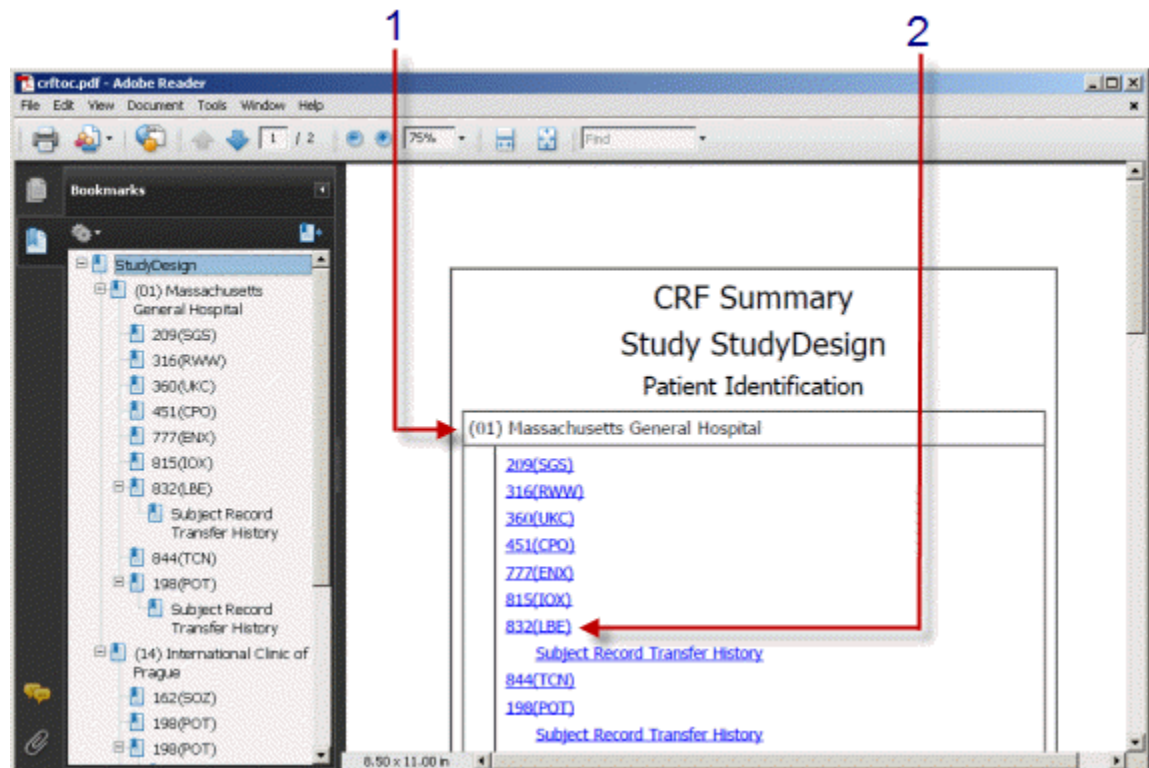 1
2
crftoc.pdf - Adobe Reader
File Edit View Document Tools Window Help
1 / 2
75%
Find
Bookmarks
StudyDesign
(01) Massachusetts
General Hospital
209(SGS)
316(RWW)
360(UKC)
451(CPO)
777(ENX)
815(IOX)
832(LBE)
Subject Record
Transfer History
844(TCN)
198(POT)
Subject Record
Transfer History
(14) International Clinic of
Prague
162(SOZ)
198(POT)
198(POT)
CRF Summary
Study StudyDesign
Patient Identification
(01) Massachusetts General Hospital
209(SGS)
316(RWW)
360(UKC)
451(CPO)
777(ENX)
815(IOX)
832(LBE)
Subject Record Transfer History
844(TCN)
198(POT)
Subject Record Transfer History
8.50 x 11.00 in